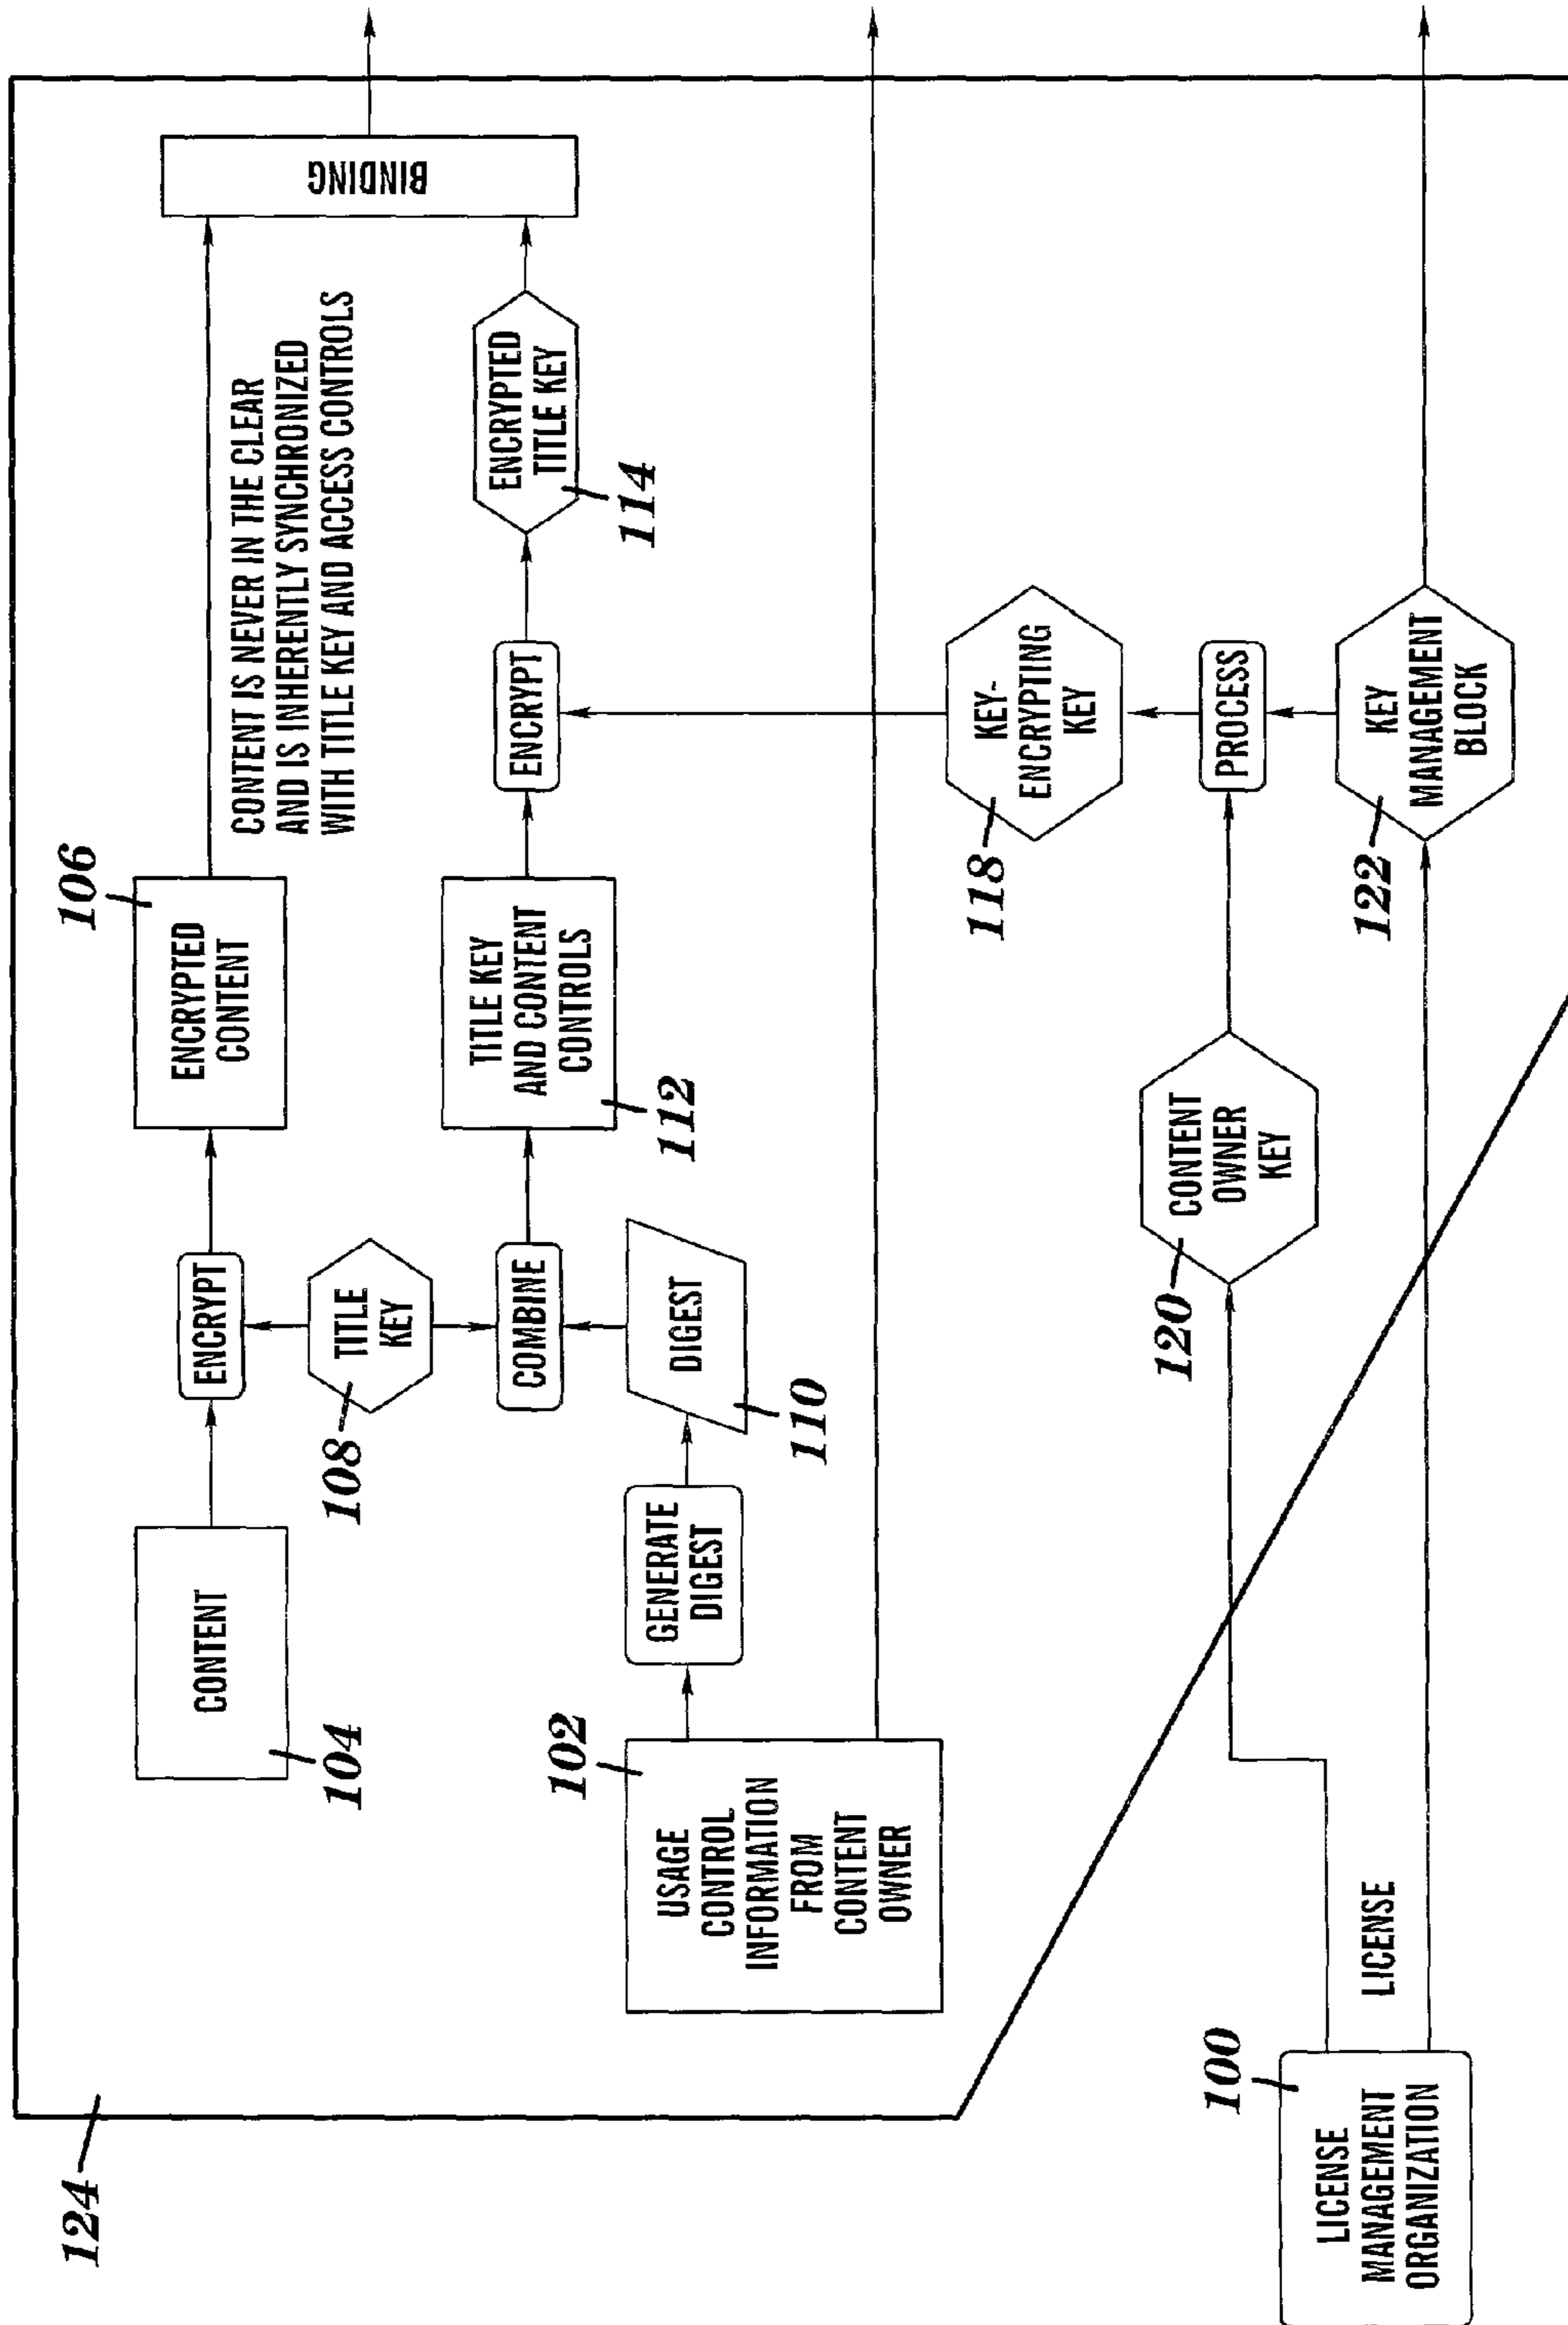 124
104
CONTENT
ENCRYPT
106
ENCRYPTED
CONTENT
CONTENT IS NEVER IN THE CLEAR
AND IS INHERENTLY SYNCHRONIZED
WITH TITLE KEY AND ACCESS CONTROLS
BINDING
108
TITLE
KEY
102
USAGE
CONTROL
INFORMATION
FROM
CONTENT
OWNER
GENERATE
DIGEST
110
DIGEST
COMBINE
112
TITLE KEY
AND CONTENT
CONTROLS
ENCRYPT
114
ENCRYPTED
TITLE KEY
118
KEY-
ENCRYPTING
KEY
120
CONTENT
OWNER
KEY
PROCESS
100
LICENSE
MANAGEMENT
ORGANIZATION
LICENSE
122
KEY
MANAGEMENT
BLOCK